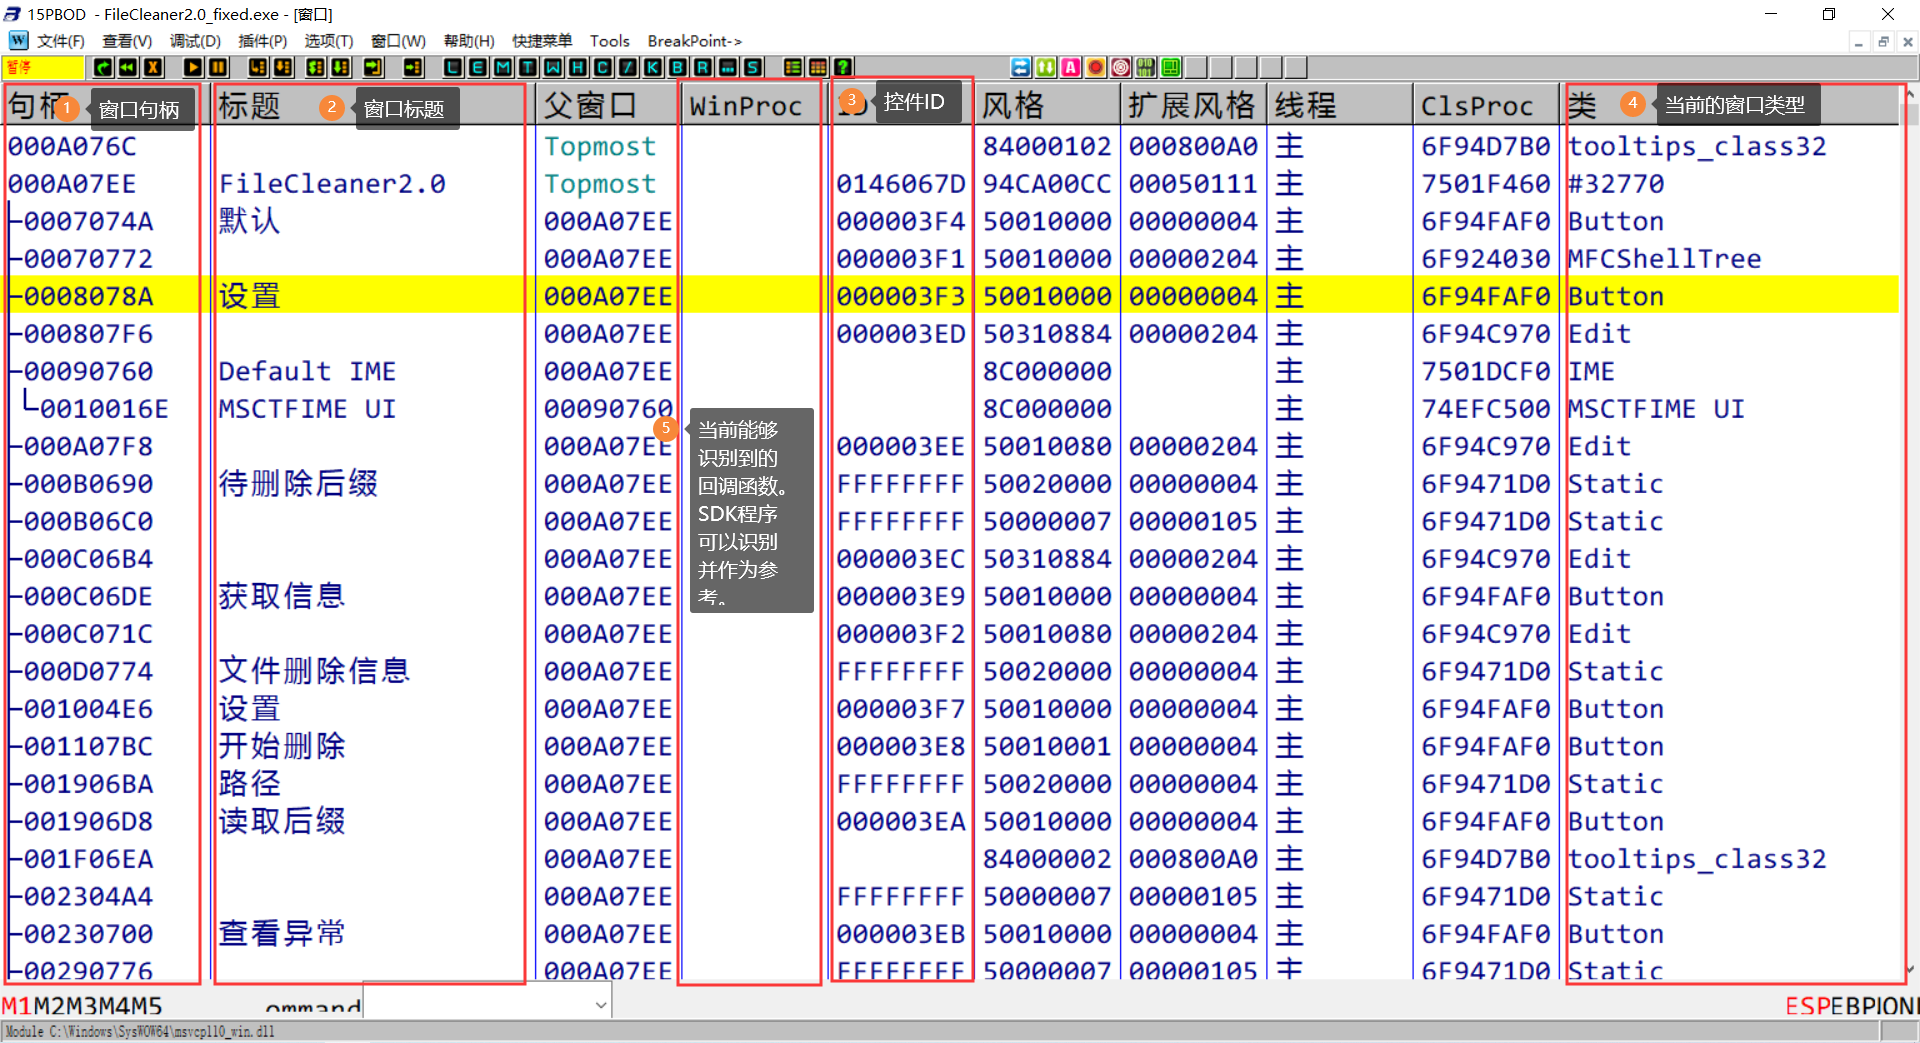 15PBOD - FileCleaner2.0_fixed.exe - [窗口]
文件(F) 查看(V) 调试(D) 插件(P) 选项(T) 窗口(W) 帮助(H) 快捷菜单 Tools BreakPoint->
暂停 L E M T W H C / K B R ... S ?
句柄 1 窗口句柄 标题 2 窗口标题 父窗口 WinProc ID 3 控件ID 风格 扩展风格 线程 ClsProc 类 4 当前的窗口类型
000A076C Topmost 84000102 000800A0 主 6F94D7B0 tooltips_class32
000A07EE FileCleaner2.0 Topmost 0146067D 94CA00CC 00050111 主 7501F460 #32770
0007074A 默认 000A07EE 000003F4 50010000 00000004 主 6F94FAF0 Button
00070772 000A07EE 000003F1 50010000 00000204 主 6F924030 MFCShellTree
0008078A 设置 000A07EE 000003F3 50010000 00000004 主 6F94FAF0 Button
000807F6 000A07EE 000003ED 50310884 00000204 主 6F94C970 Edit
00090760 Default IME 000A07EE 8C000000 主 7501DCF0 IME
0010016E MSCTFIME UI 00090760 8C000000 主 74EFC500 MSCTFIME UI
000A07F8 000A07EE 000003EE 50010080 00000204 主 6F94C970 Edit
000B0690 待删除后缀 000A07EE FFFFFFFF 50020000 00000004 主 6F9471D0 Static
000B06C0 000A07EE FFFFFFFF 50000007 00000105 主 6F9471D0 Static
000C06B4 000A07EE 000003EC 50310884 00000204 主 6F94C970 Edit
000C06DE 获取信息 000A07EE 000003E9 50010000 00000004 主 6F94FAF0 Button
000C071C 000A07EE 000003F2 50010080 00000204 主 6F94C970 Edit
000D0774 文件删除信息 000A07EE FFFFFFFF 50020000 00000004 主 6F9471D0 Static
001004E6 设置 000A07EE 000003F7 50010000 00000004 主 6F94FAF0 Button
001107BC 开始删除 000A07EE 000003E8 50010001 00000004 主 6F94FAF0 Button
001906BA 路径 000A07EE FFFFFFFF 50020000 00000004 主 6F9471D0 Static
001906D8 读取后缀 000A07EE 000003EA 50010000 00000004 主 6F94FAF0 Button
001F06EA 000A07EE 84000002 000800A0 主 6F94D7B0 tooltips_class32
002304A4 000A07EE FFFFFFFF 50000007 00000105 主 6F9471D0 Static
00230700 查看异常 000A07EE 000003EB 50010000 00000004 主 6F94FAF0 Button
00290776 000A07EE FFFFFFFF 50000007 00000105 主 6F9471D0 Static
5 当前能够
识别到的
回调函数。
SDK程序
可以识别
并作为参
考。
M1M2M3M4M5 ommand ESPEBPION
Module C:\Windows\SysWOW64\msvcp110_win.dll